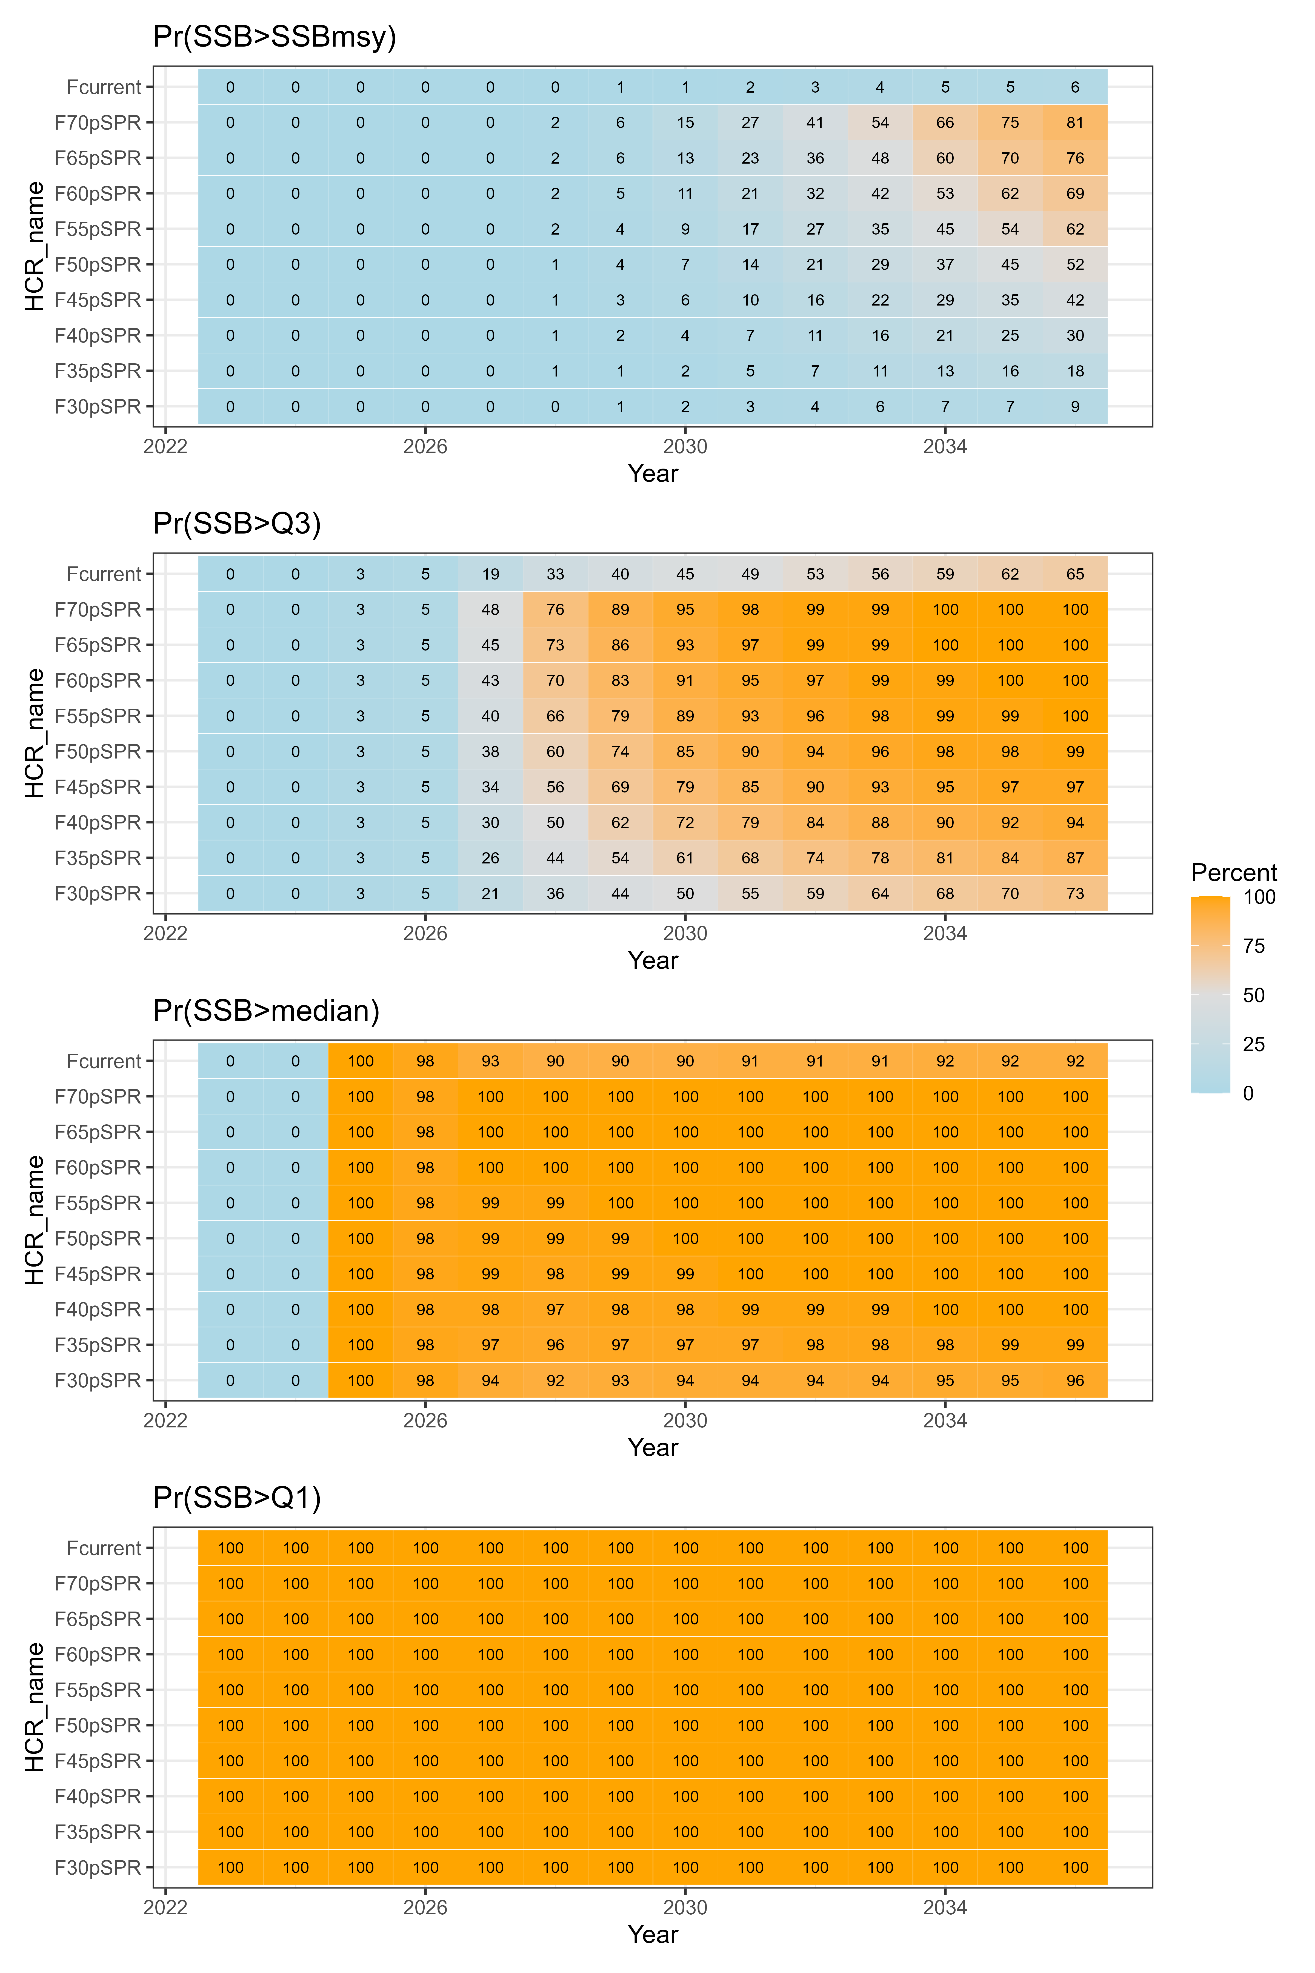 Pr(SSB>SSBmsy)
Fcurrent 0 0 0 0 0 0 1 1 2 3 4 5 5 6
F70pSPR 0 0 0 0 0 2 6 15 27 41 54 66 75 81
F65pSPR 0 0 0 0 0 2 6 13 23 36 48 60 70 76
F60pSPR 0 0 0 0 0 2 5 11 21 32 42 53 62 69
F55pSPR 0 0 0 0 0 2 4 9 17 27 35 45 54 62
F50pSPR 0 0 0 0 0 1 4 7 14 21 29 37 45 52
F45pSPR 0 0 0 0 0 1 3 6 10 16 22 29 35 42
F40pSPR 0 0 0 0 0 1 2 4 7 11 16 21 25 30
F35pSPR 0 0 0 0 0 1 1 2 5 7 11 13 16 18
F30pSPR 0 0 0 0 0 0 1 2 3 4 6 7 7 9
HCR_name
2022 2026 2030 2034
Year
Pr(SSB>Q3)
Fcurrent 0 0 3 5 19 33 40 45 49 53 56 59 62 65
F70pSPR 0 0 3 5 48 76 89 95 98 99 99 100 100 100
F65pSPR 0 0 3 5 45 73 86 93 97 99 99 100 100 100
F60pSPR 0 0 3 5 43 70 83 91 95 97 99 99 100 100
F55pSPR 0 0 3 5 40 66 79 89 93 96 98 99 99 100
F50pSPR 0 0 3 5 38 60 74 85 90 94 96 98 98 99
F45pSPR 0 0 3 5 34 56 69 79 85 90 93 95 97 97
F40pSPR 0 0 3 5 30 50 62 72 79 84 88 90 92 94
F35pSPR 0 0 3 5 26 44 54 61 68 74 78 81 84 87
F30pSPR 0 0 3 5 21 36 44 50 55 59 64 68 70 73
HCR_name
2022 2026 2030 2034
Year
Percent
100
75
50
25
0
Pr(SSB>median)
Fcurrent 0 0 100 98 93 90 90 90 91 91 91 92 92 92
F70pSPR 0 0 100 98 100 100 100 100 100 100 100 100 100 100
F65pSPR 0 0 100 98 100 100 100 100 100 100 100 100 100 100
F60pSPR 0 0 100 98 100 100 100 100 100 100 100 100 100 100
F55pSPR 0 0 100 98 99 99 100 100 100 100 100 100 100 100
F50pSPR 0 0 100 98 99 99 99 100 100 100 100 100 100 100
F45pSPR 0 0 100 98 99 98 99 99 100 100 100 100 100 100
F40pSPR 0 0 100 98 98 97 98 98 99 99 99 100 100 100
F35pSPR 0 0 100 98 97 96 97 97 97 98 98 98 99 99
F30pSPR 0 0 100 98 94 92 93 94 94 94 94 95 95 96
HCR_name
2022 2026 2030 2034
Year
Pr(SSB>Q1)
Fcurrent 100 100 100 100 100 100 100 100 100 100 100 100 100 100
F70pSPR 100 100 100 100 100 100 100 100 100 100 100 100 100 100
F65pSPR 100 100 100 100 100 100 100 100 100 100 100 100 100 100
F60pSPR 100 100 100 100 100 100 100 100 100 100 100 100 100 100
F55pSPR 100 100 100 100 100 100 100 100 100 100 100 100 100 100
F50pSPR 100 100 100 100 100 100 100 100 100 100 100 100 100 100
F45pSPR 100 100 100 100 100 100 100 100 100 100 100 100 100 100
F40pSPR 100 100 100 100 100 100 100 100 100 100 100 100 100 100
F35pSPR 100 100 100 100 100 100 100 100 100 100 100 100 100 100
F30pSPR 100 100 100 100 100 100 100 100 100 100 100 100 100 100
HCR_name
2022 2026 2030 2034
Year